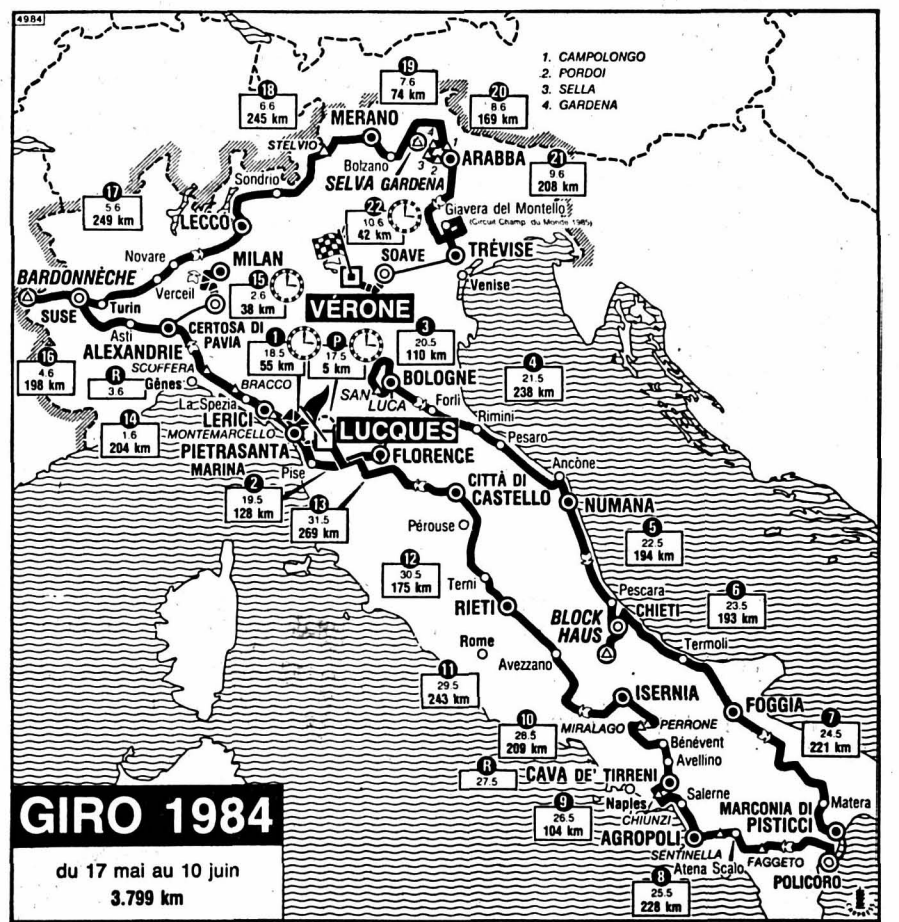 4984
1. CAMPOLONGO
2. PORDOI
3. SELLA
4. GARDENA
19
7.6
74 km
18
6.6
245 km
20
8.6
169 km
MERANO
STELVIO
Bolzano
4
1
3
2
ARABBA
SELVA GARDENA
21
9.6
208 km
Sondrio
17
5.6
249 km
22
10.6
42 km
Giavera del Montello
(Circuit Champ. du Monde 1985)
LECCO
SOAVE
TRÉVISE
Novare
MILAN
BARDONNÈCHE
Verceil
15
2.6
38 km
Venise
VÉRONE
SUSE
Turin
Asti
CERTOSA DI
PAVIA
1
18.5
55 km
P
17.5
5 km
3
20.5
110 km
ALEXANDRIE
16
4.6
198 km
SCOFFERA
R
3.6
Gênes
BRACCO
BOLOGNE
4
21.5
238 km
SAN
LUCA
Forli
La Spezia
LERICI
Rimini
14
1.6
204 km
MONTEMARCELLO
LUCQUES
PIETRASANTA
MARINA
FLORENCE
Pesaro
Pise
Ancône
2
19.5
128 km
CITTÀ DI
CASTELLO
NUMANA
13
31.5
269 km
Pérouse
5
22.5
194 km
12
30.5
175 km
Terni
Pescara
6
23.5
193 km
RIETI
CHIETI
BLOCK
HAUS
Rome
Termoli
Avezzano
11
29.5
243 km
ISERNIA
FOGGIA
10
28.5
209 km
MIRALAGO
PERRONE
7
24.5
221 km
Bénévent
Avellino
R
27.5
CAVA DE' TIRRENI
Naples
Salerne
Matera
9
26.5
104 km
CHIUNZI
MARCONIA DI
PISTICCI
AGROPOLI
SENTINELLA
Atena Scalo
FAGGETO
POLICORO
8
25.5
228 km
GIRO 1984
du 17 mai au 10 juin
3.799 km